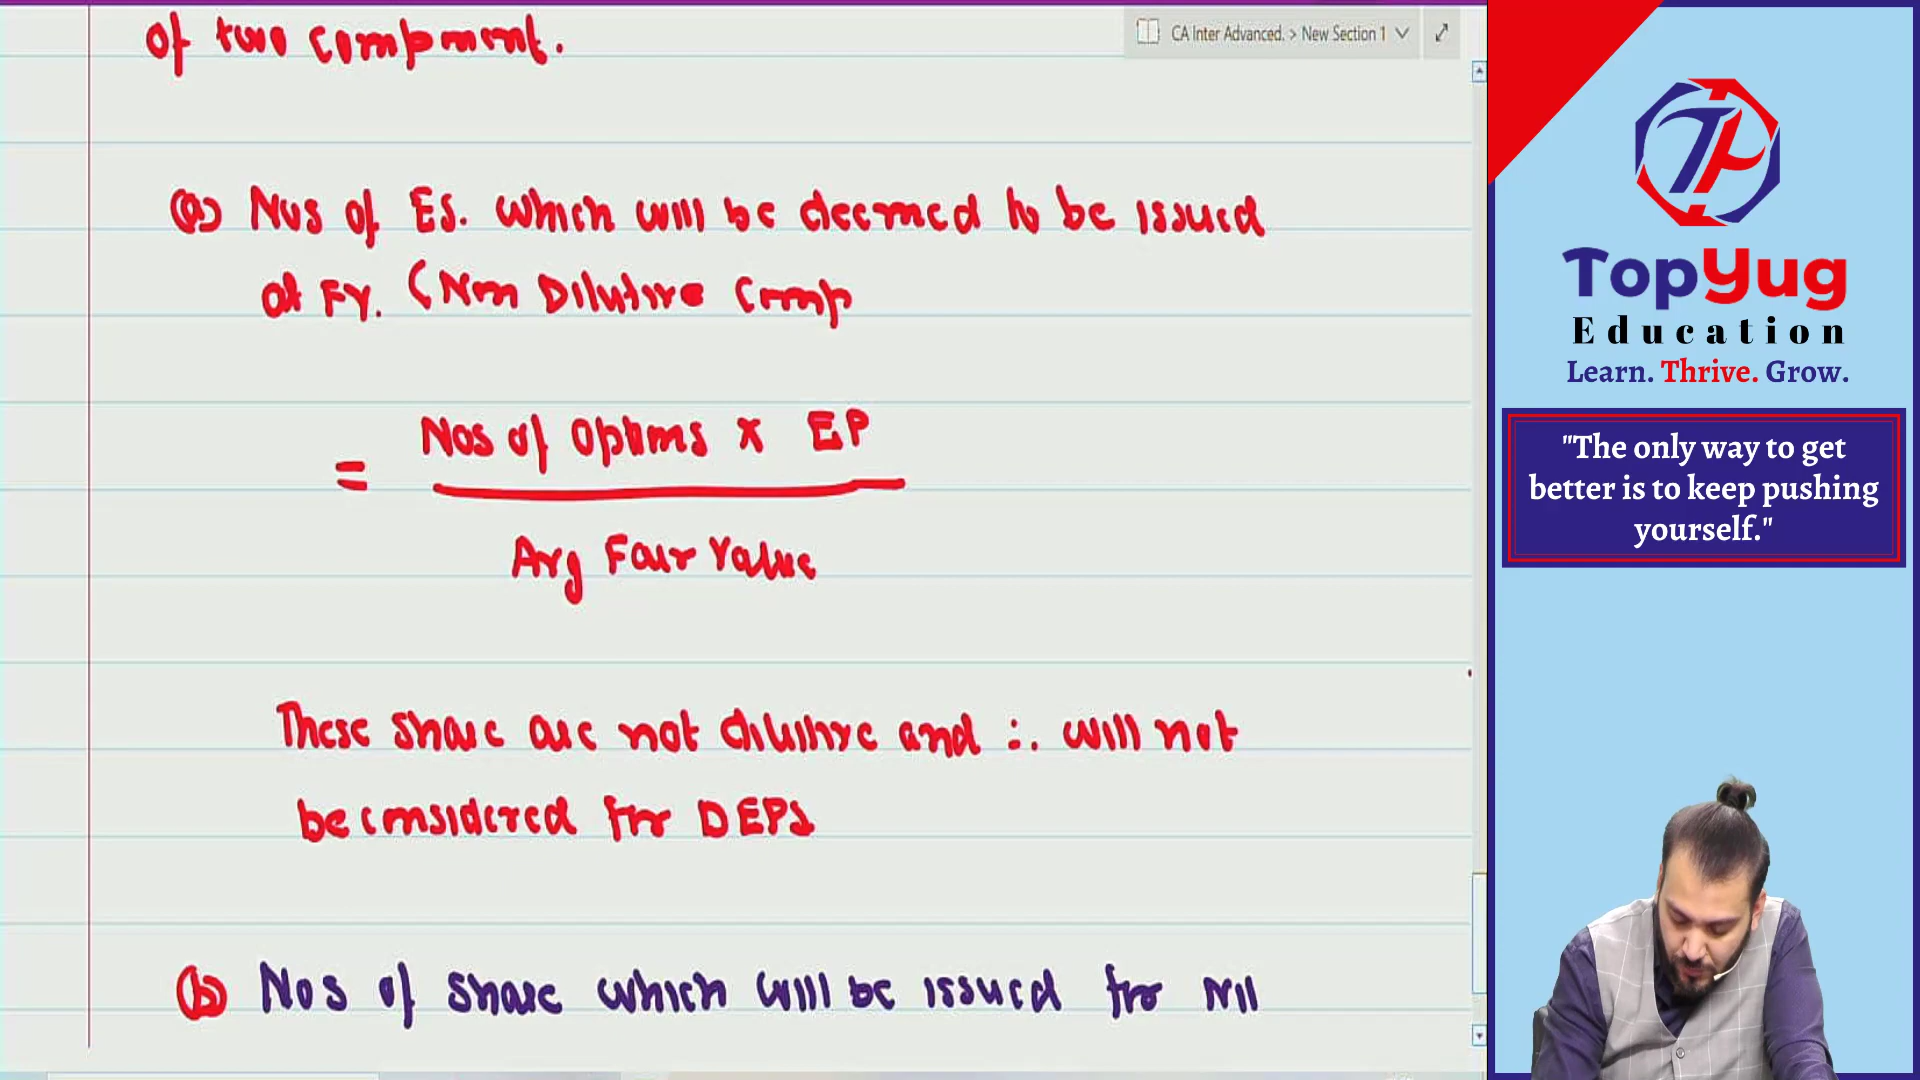 of two component.
CA Inter Advanced. > New Section 1
(a) Nos of ES. which will be deemed to be issued
at FV. (Non Dilutive Comp
= Nos of options x EP
Avg Fair Value
These share are not dilutive and ∴ will not
be considered for DEPS
(b) Nos of share which will be issued for Nil
TopYug
Education
Learn. Thrive. Grow.
"The only way to get
better is to keep pushing
yourself."